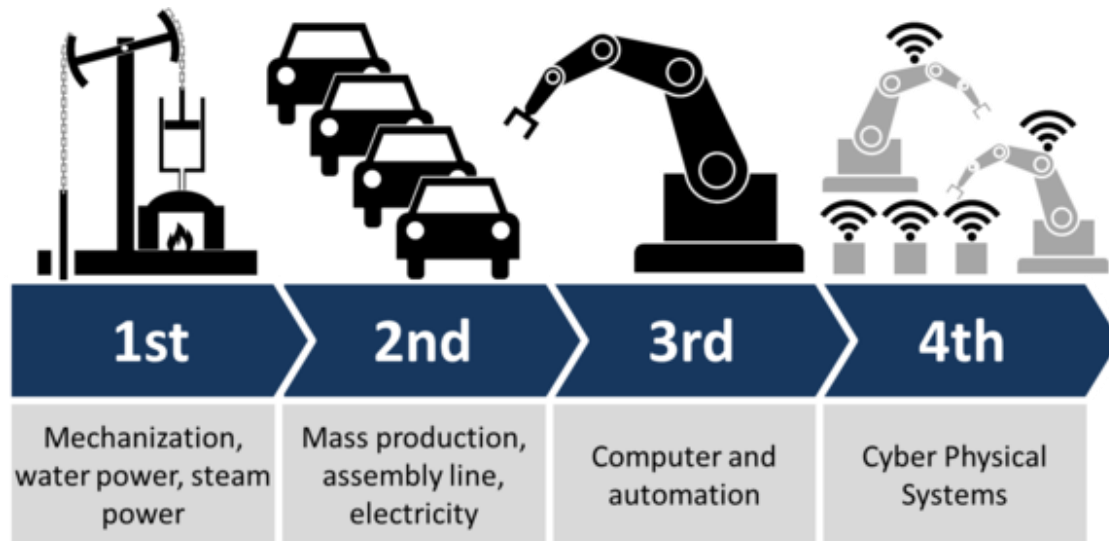 1st
2nd
3rd
4th
Mechanization,
water power, steam
power
Mass production,
assembly line,
electricity
Computer and
automation
Cyber Physical
Systems